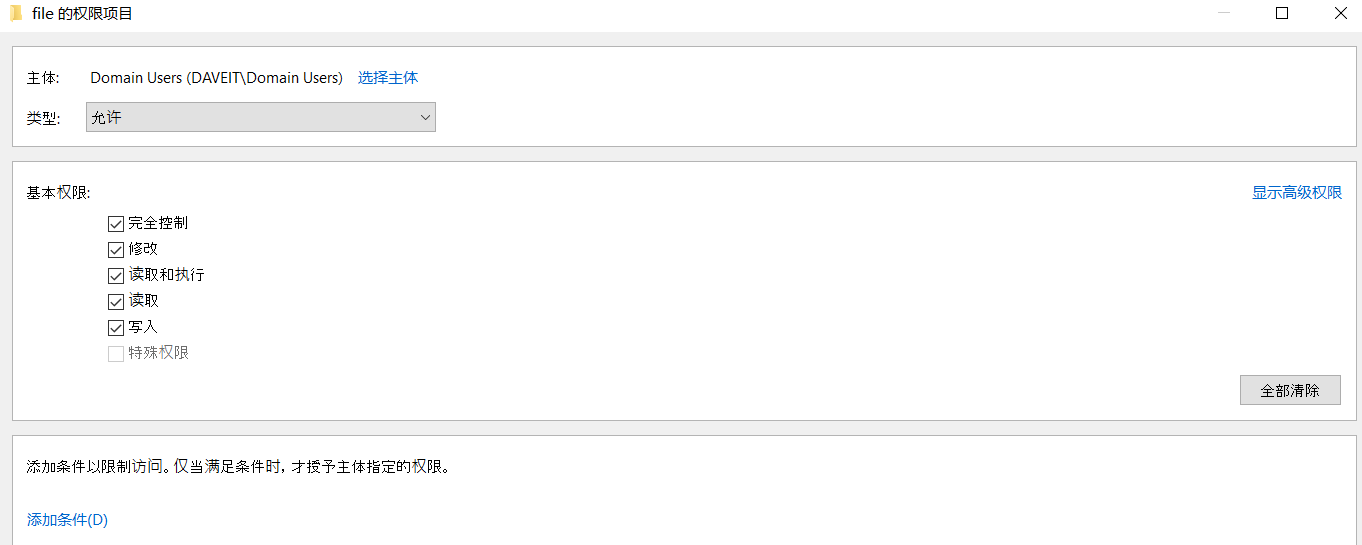 file 的权限项目
主体: Domain Users (DAVEIT\Domain Users) 选择主体
类型: 允许
基本权限: 显示高级权限
完全控制
修改
读取和执行
读取
写入
特殊权限
全部清除
添加条件以限制访问。仅当满足条件时，才授予主体指定的权限。
添加条件(D)